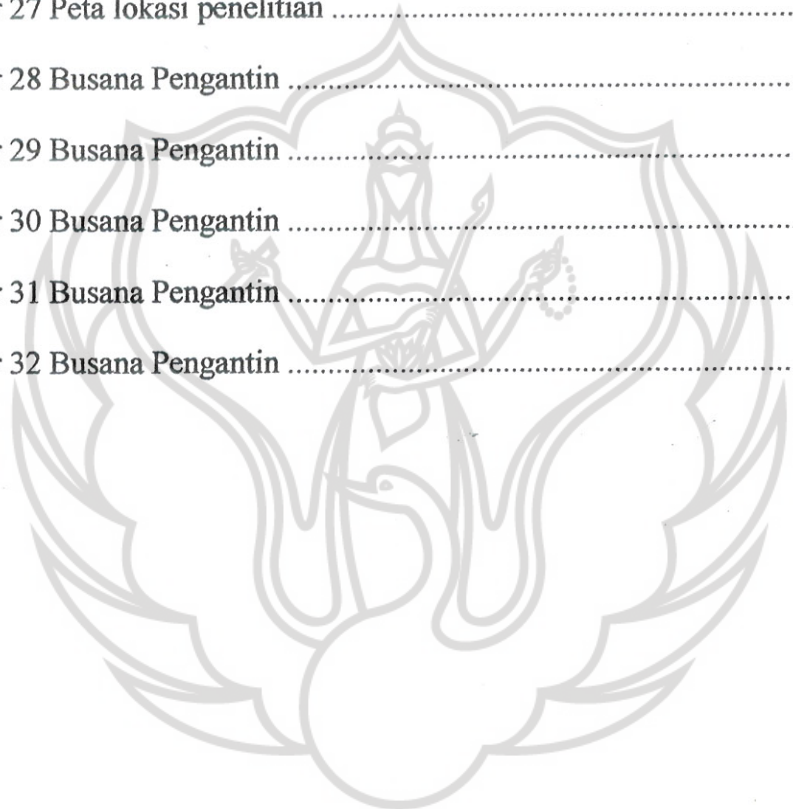 27 Peta lokasi penelitian ........................................................
28 Busana Pengantin ..............................................................
29 Busana Pengantin ..............................................................
30 Busana Pengantin ..............................................................
31 Busana Pengantin ..............................................................
32 Busana Pengantin ..............................................................